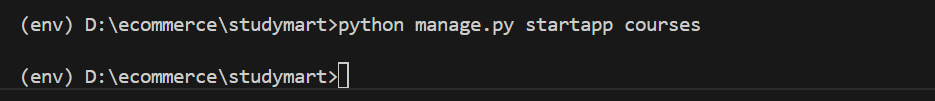 (env) D:\ecommerce\studymart>python manage.py startapp courses
(env) D:\ecommerce\studymart>